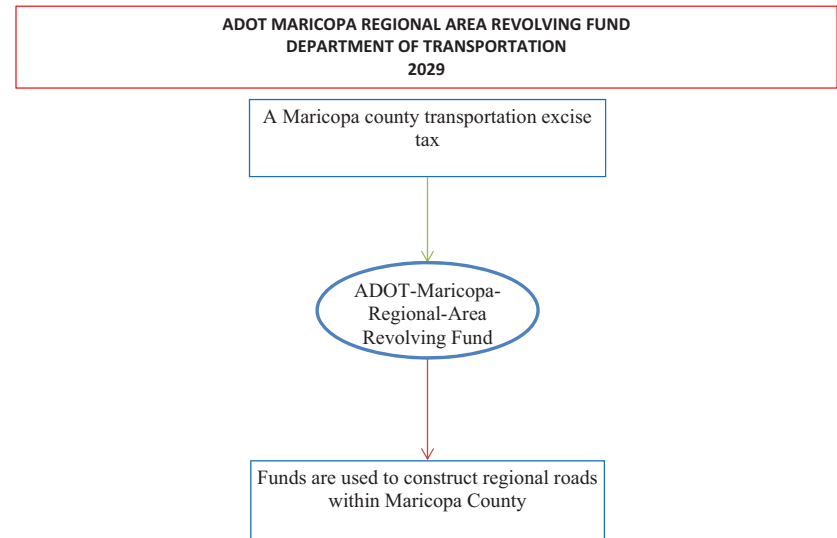 ADOT MARICOPA REGIONAL AREA REVOLVING FUND
DEPARTMENT OF TRANSPORTATION
2029
A Maricopa county transportation excise
tax
ADOT-Maricopa-
Regional-Area
Revolving Fund
Funds are used to construct regional roads
within Maricopa County